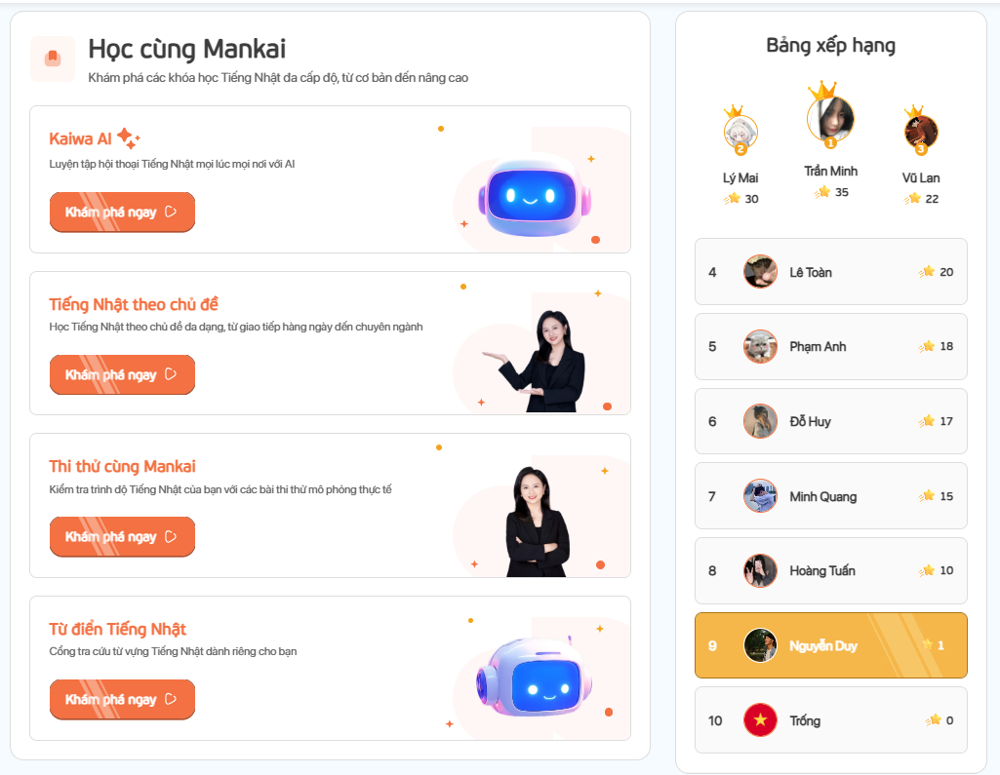 Học cùng Mankai
Khám phá các khóa học Tiếng Nhật đa cấp độ, từ cơ bản đến nâng cao
Kaiwa AI
Luyện tập hội thoại Tiếng Nhật mọi lúc mọi nơi với AI
Khám phá ngay
Tiếng Nhật theo chủ đề
Học Tiếng Nhật theo chủ đề đa dạng, từ giao tiếp hàng ngày đến chuyên ngành
Khám phá ngay
Thi thử cùng Mankai
Kiểm tra trình độ Tiếng Nhật của bạn với các bài thi thử mô phỏng thực tế
Khám phá ngay
Từ điển Tiếng Nhật
Cổng tra cứu từ vựng Tiếng Nhật dành riêng cho bạn
Khám phá ngay
Bảng xếp hạng
2
Lý Mai
30
1
Trần Minh
35
3
Vũ Lan
22
4 Lê Toàn 20
5 Phạm Anh 18
6 Đỗ Huy 17
7 Minh Quang 15
8 Hoàng Tuấn 10
9 Nguyễn Duy 1
10 Trống 0